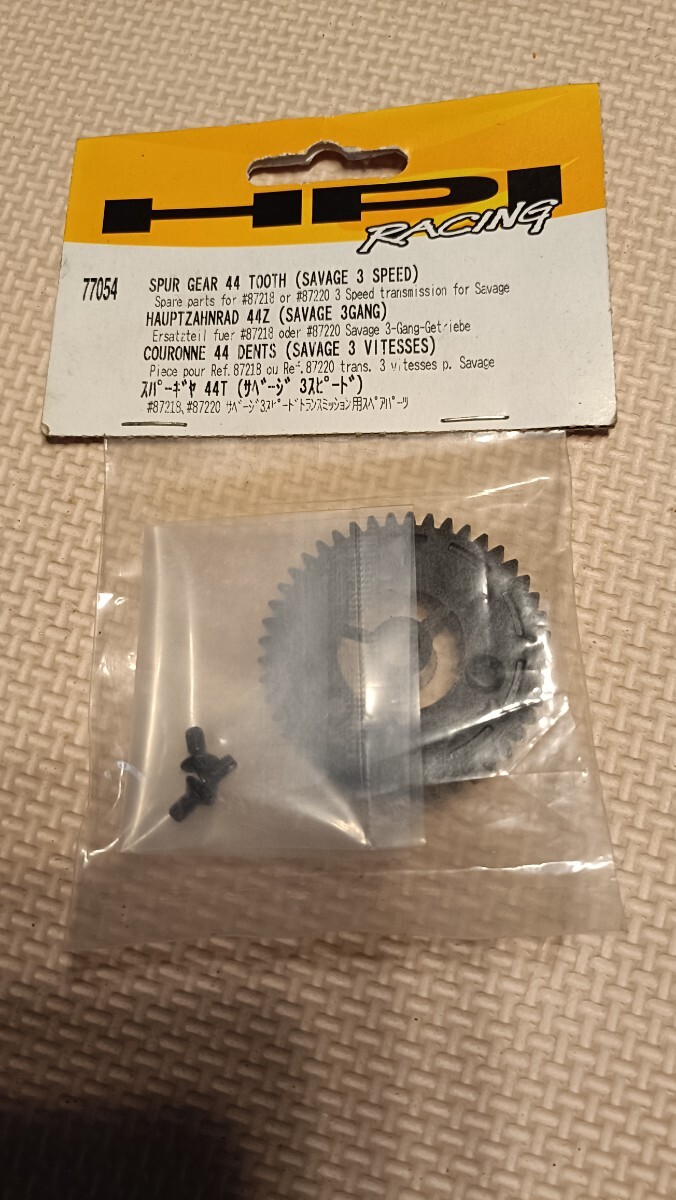 HPI
RACING
77054
SPUR GEAR 44 TOOTH (SAVAGE 3 SPEED)
Spare parts for #87218 or #87220 3 Speed transmission for Savage
HAUPTZAHNRAD 44Z (SAVAGE 3GANG)
Ersatzteil fuer #87218 oder #87220 Savage 3-Gang-Getriebe
COURONNE 44 DENTS (SAVAGE 3 VITESSES)
Piece pour Ref.87218 ou Ref.87220 trans. 3 vitesses p. Savage
ｽﾊﾟｰｷﾞﾔ 44T (ｻﾍﾞｰｼﾞ 3ｽﾋﾟｰﾄﾞ)
#87218、#87220 ｻﾍﾞｰｼﾞ3ｽﾋﾟｰﾄﾞﾄﾗﾝｽﾐｯｼｮﾝ用ｽﾍﾟｱﾊﾟｰﾂ